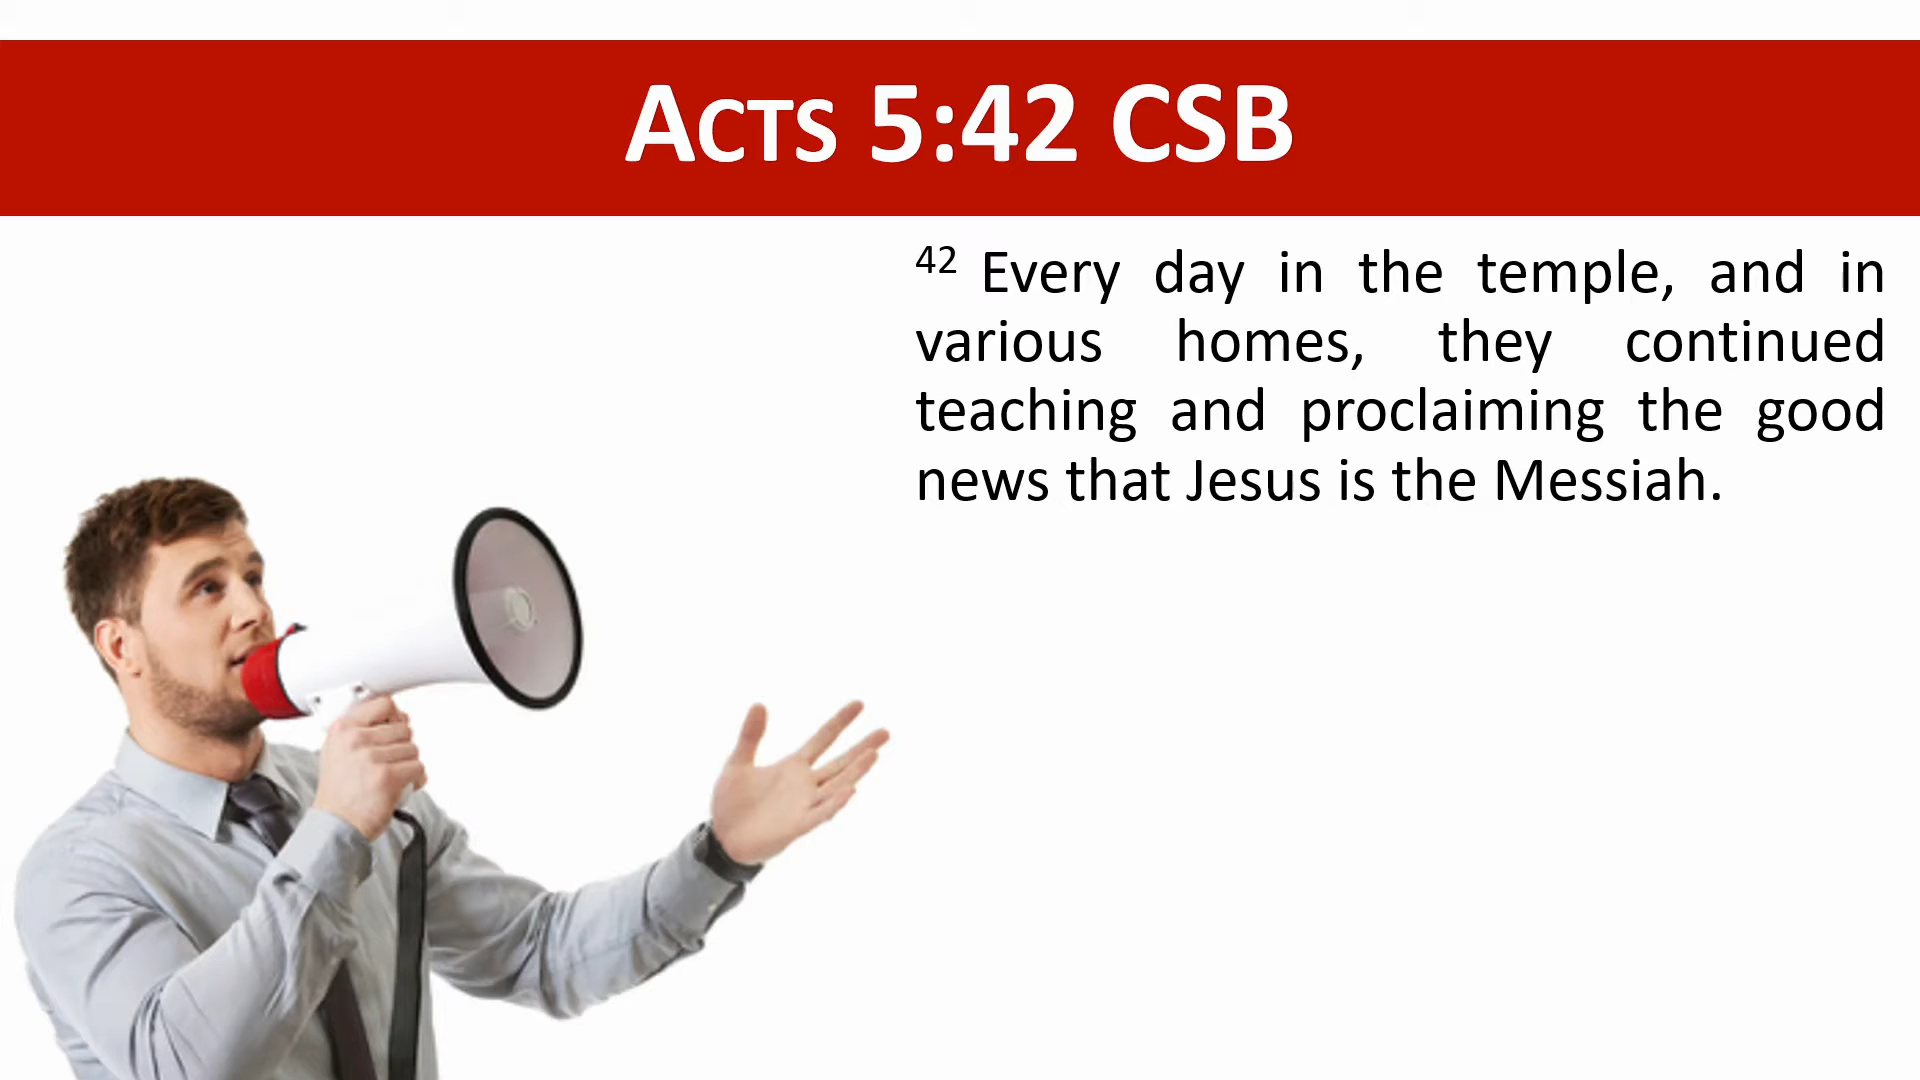 Acts 5:42 CSB
42 Every day in the temple, and in
various homes, they continued
teaching and proclaiming the good
news that Jesus is the Messiah.